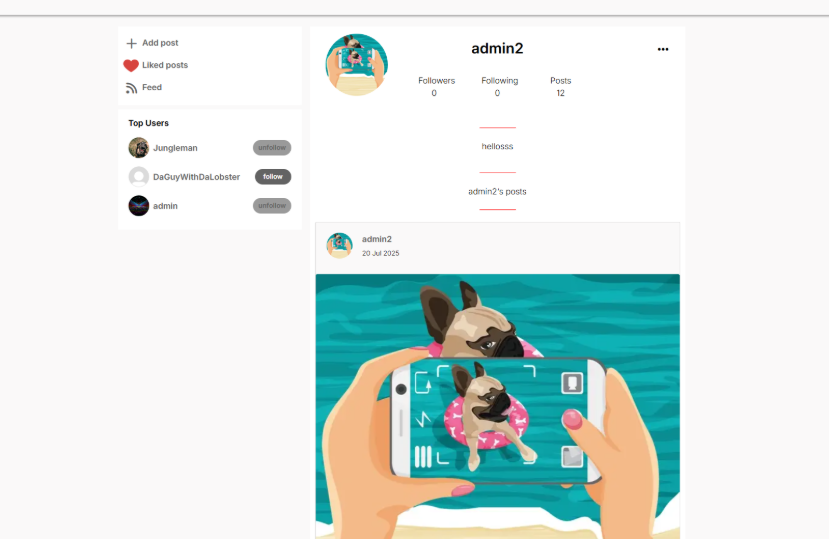 Add post
Liked posts
Feed
Top Users
Jungleman unfollow
DaGuyWithDaLobster follow
admin unfollow
admin2
Followers Following Posts
0 0 12
hellosss
admin2's posts
admin2
20 Jul 2025